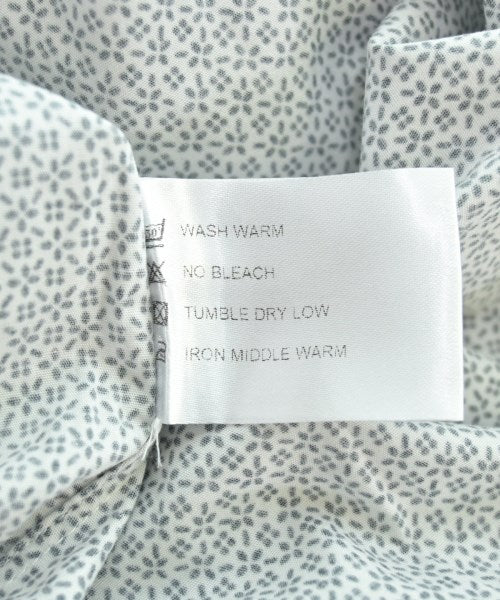 WASH WARM
NO BLEACH
TUMBLE DRY LOW
IRON MIDDLE WARM